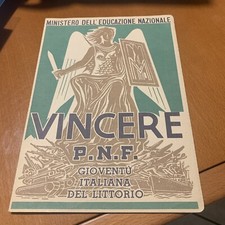 MINISTERO DELL'EDUCAZIONE NAZIONALE
VINCERE
P.N.F.
GIOVENTÙ
ITALIANA
DEL LITTORIO